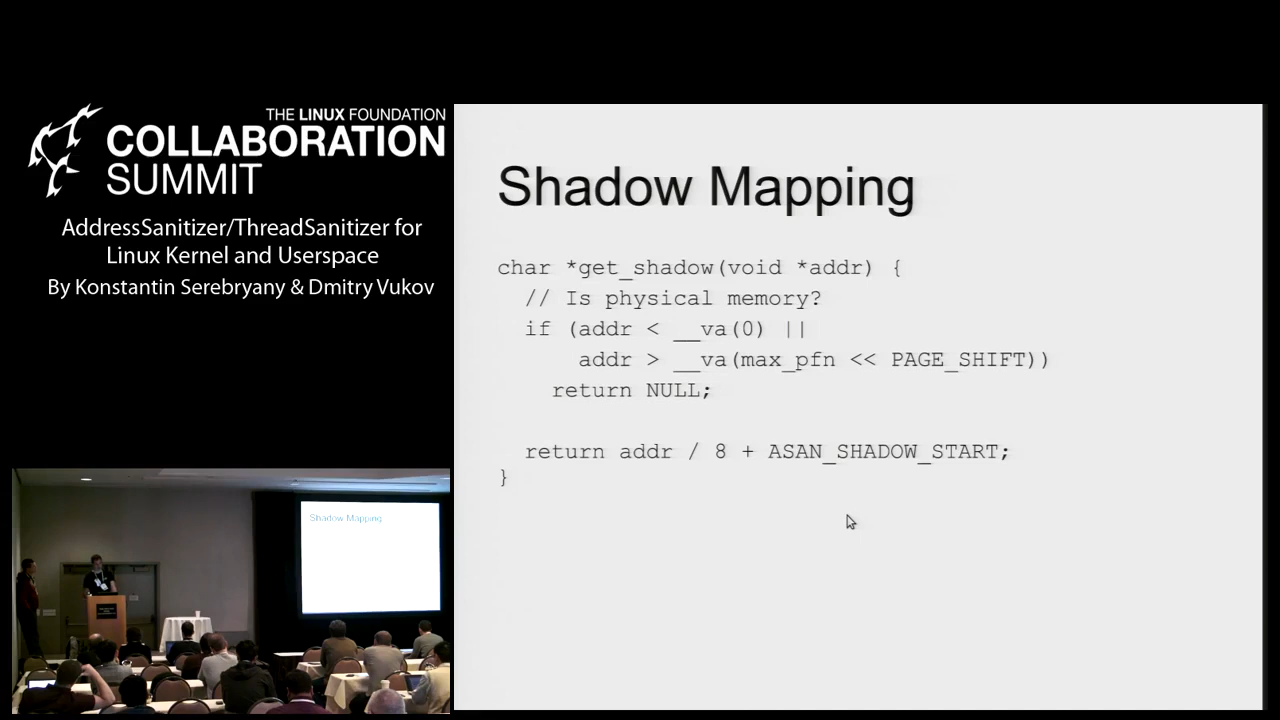 THE LINUX FOUNDATION
COLLABORATION
SUMMIT
AddressSanitizer/ThreadSanitizer for
Linux Kernel and Userspace
By Konstantin Serebryany & Dmitry Vukov
Shadow Mapping
char *get_shadow(void *addr) {
// Is physical memory?
if (addr < __va(0) ||
addr > __va(max_pfn << PAGE_SHIFT))
return NULL;
return addr / 8 + ASAN_SHADOW_START;
}
Shadow Mapping